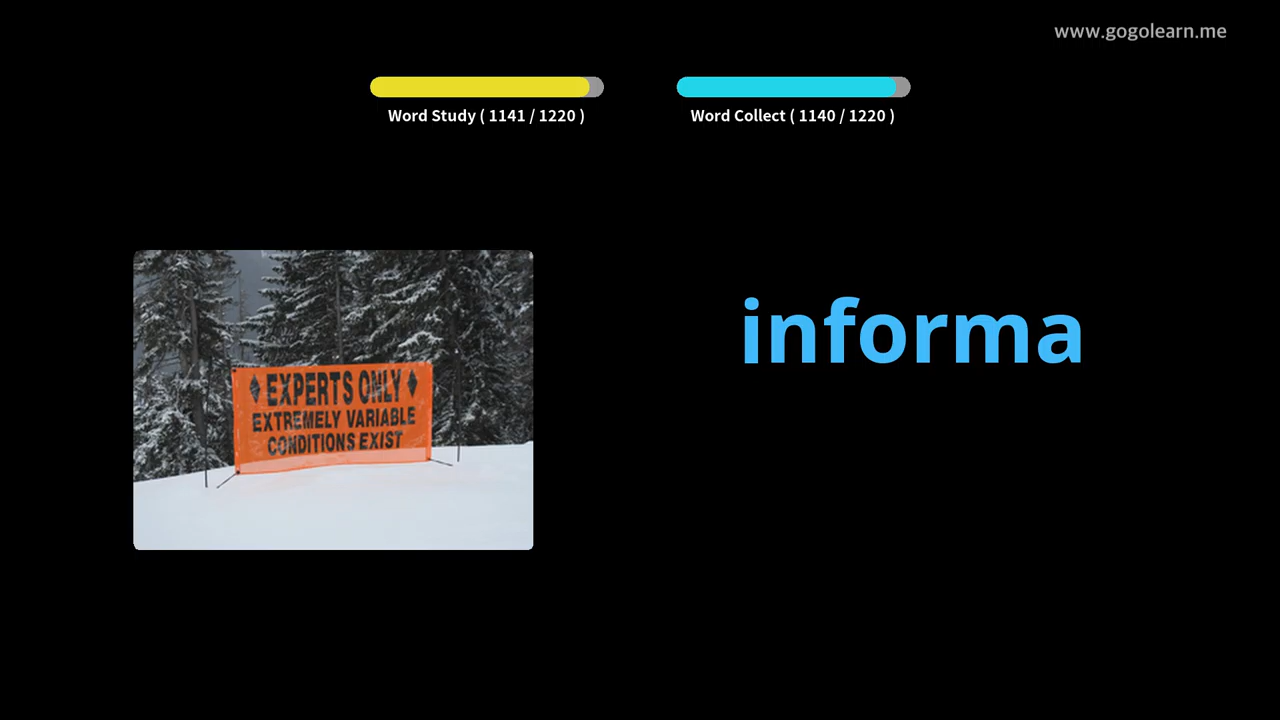 www.gogolearn.me
Word Study ( 1141 / 1220 )
Word Collect ( 1140 / 1220 )
informa
EXPERTS ONLY
EXTREMELY VARIABLE
CONDITIONS EXIST